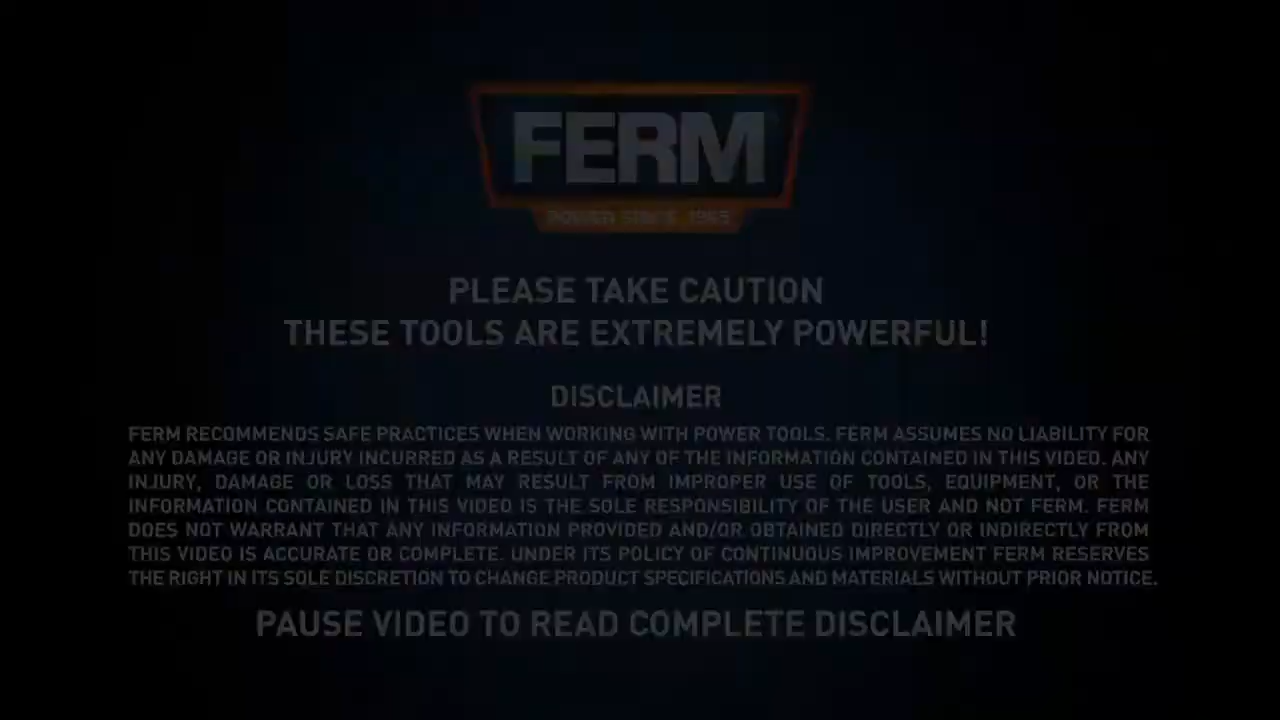 FERM
POWER SINCE 1965
PLEASE TAKE CAUTION
THESE TOOLS ARE EXTREMELY POWERFUL!
DISCLAIMER
FERM RECOMMENDS SAFE PRACTICES WHEN WORKING WITH POWER TOOLS. FERM ASSUMES NO LIABILITY FOR
ANY DAMAGE OR INJURY INCURRED AS A RESULT OF ANY OF THE INFORMATION CONTAINED IN THIS VIDEO. ANY
INJURY, DAMAGE OR LOSS THAT MAY RESULT FROM IMPROPER USE OF TOOLS, EQUIPMENT, OR THE
INFORMATION CONTAINED IN THIS VIDEO IS THE SOLE RESPONSIBILITY OF THE USER AND NOT FERM. FERM
DOES NOT WARRANT THAT ANY INFORMATION PROVIDED AND/OR OBTAINED DIRECTLY OR INDIRECTLY FROM
THIS VIDEO IS ACCURATE OR COMPLETE. UNDER ITS POLICY OF CONTINUOUS IMPROVEMENT FERM RESERVES
THE RIGHT IN ITS SOLE DISCRETION TO CHANGE PRODUCT SPECIFICATIONS AND MATERIALS WITHOUT PRIOR NOTICE.
PAUSE VIDEO TO READ COMPLETE DISCLAIMER